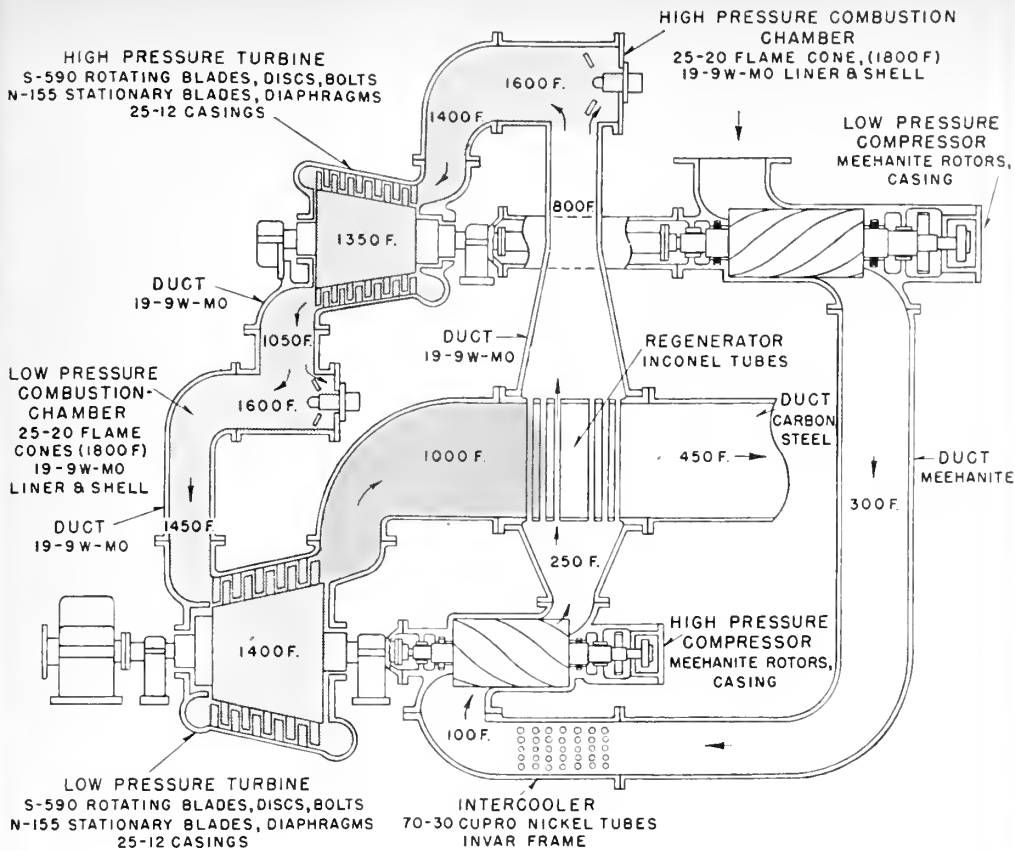 HIGH PRESSURE TURBINE
S-590 ROTATING BLADES, DISCS, BOLTS
N-155 STATIONARY BLADES, DIAPHRAGMS
25-12 CASINGS
HIGH PRESSURE COMBUSTION
CHAMBER
25-20 FLAME CONE, (1800 F)
19-9W-MO LINER & SHELL
1600 F.
1400 F.
LOW PRESSURE
COMPRESSOR
MEEHANITE ROTORS,
CASING
800 F.
1350 F.
DUCT
19-9W-MO
1050 F.
DUCT
19-9W-MO
REGENERATOR
INCONEL TUBES
LOW PRESSURE
COMBUSTION-
CHAMBER
25-20 FLAME
CONES (1800 F)
19-9W-MO
LINER & SHELL
1600 F.
DUCT
CARBON
STEEL
1000 F.
450 F.
DUCT
MEEHANITE
300 F.
DUCT
19-9W-MO
1450 F.
250 F.
1400 F.
HIGH PRESSURE
COMPRESSOR
MEEHANITE ROTORS,
CASING
100 F.
LOW PRESSURE TURBINE
S-590 ROTATING BLADES, DISCS, BOLTS
N-155 STATIONARY BLADES, DIAPHRAGMS
25-12 CASINGS
INTERCOOLER
70-30 CUPRO NICKEL TUBES
INVAR FRAME